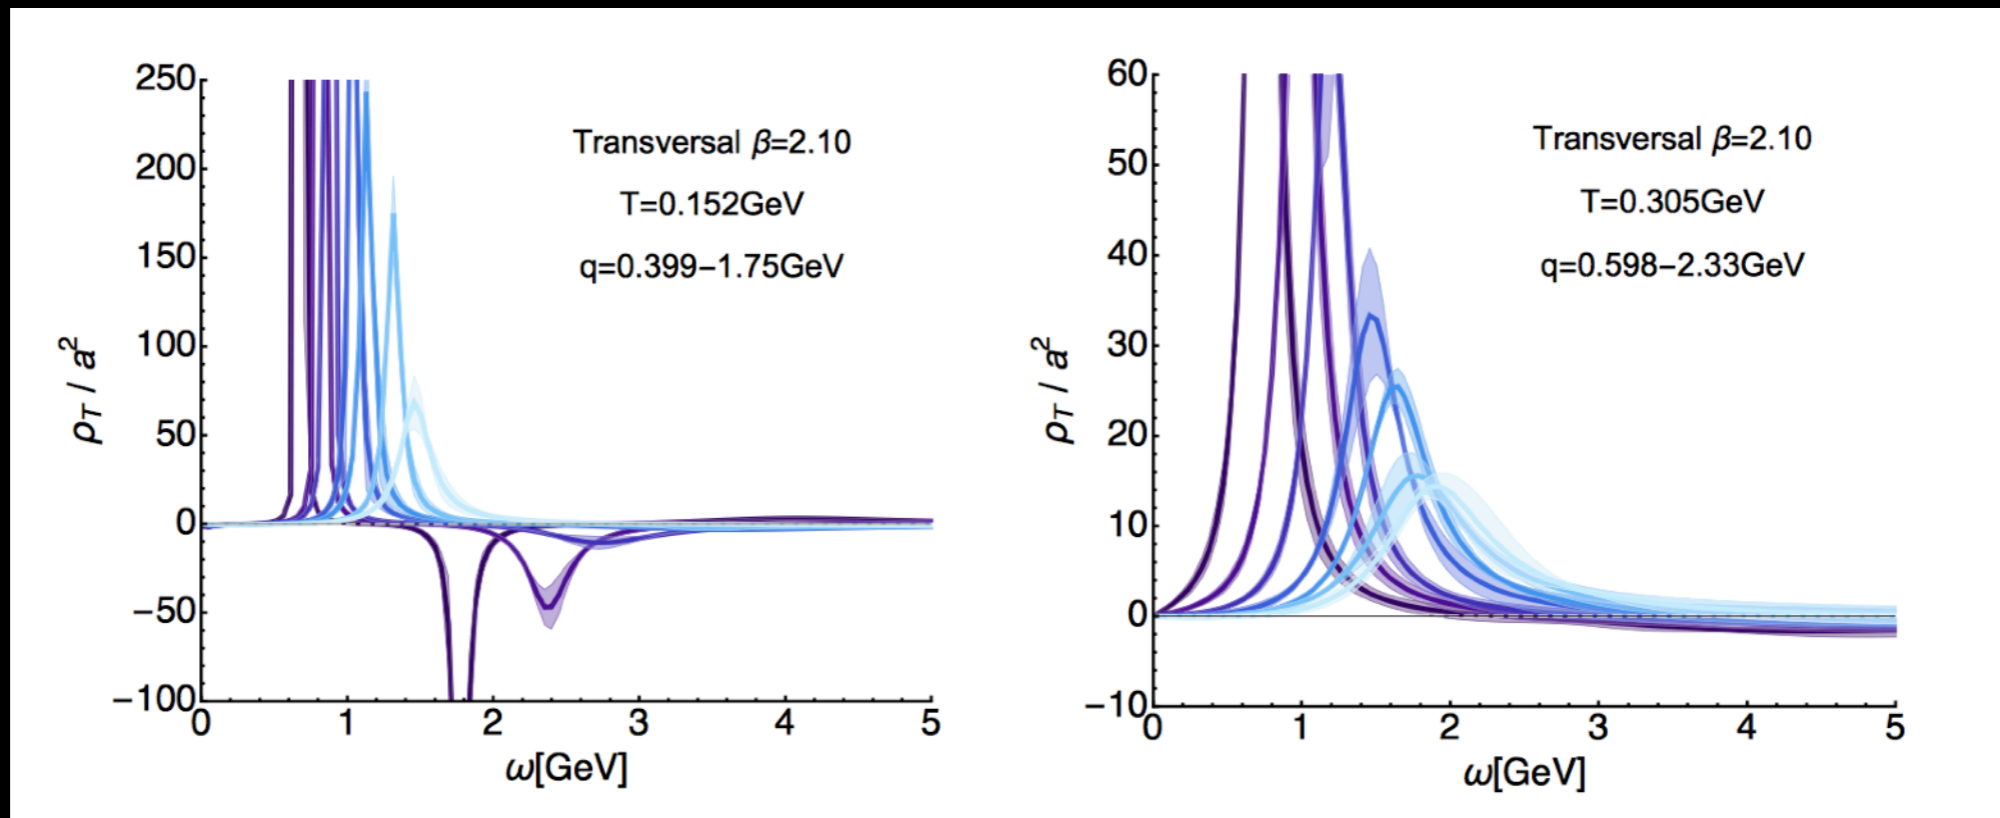 250
200
150
100
50
0
−50
−100
0 1 2 3 4 5
ρT / a²
ω[GeV]
Transversal β=2.10
T=0.152GeV
q=0.399−1.75GeV
60
50
40
30
20
10
0
−10
0 1 2 3 4 5
ρT / a²
ω[GeV]
Transversal β=2.10
T=0.305GeV
q=0.598−2.33GeV